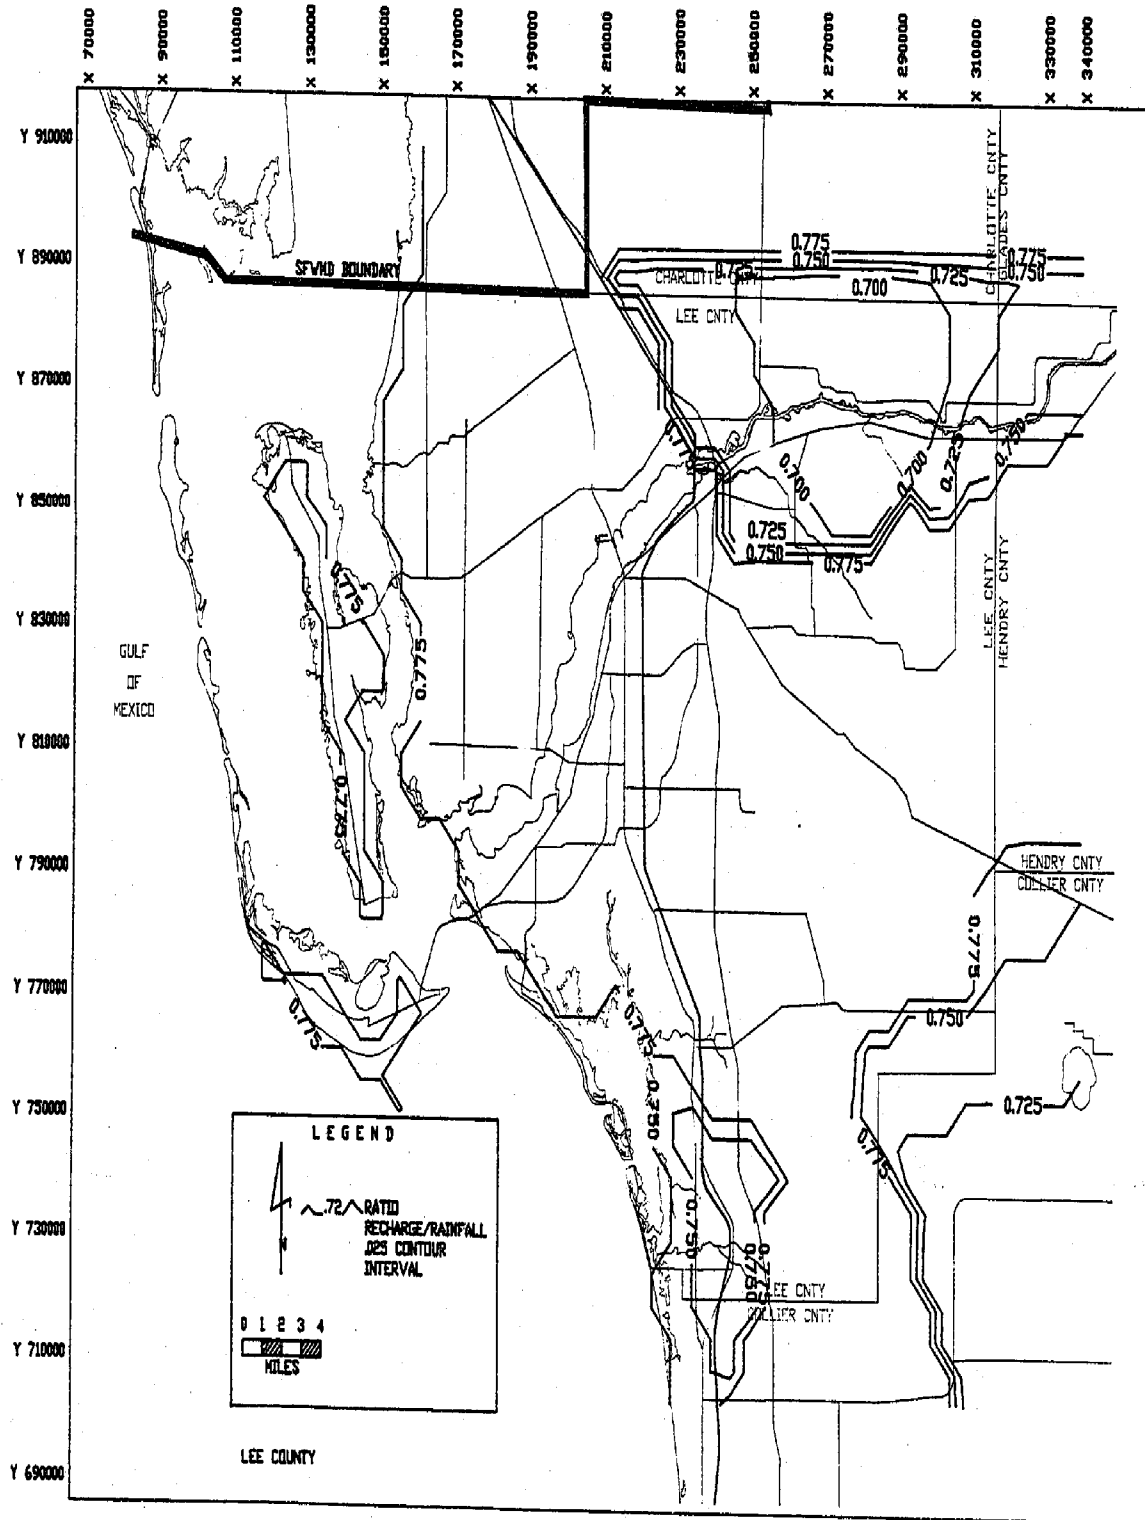 X 70000
X 90000
X 110000
X 130000
X 150000
X 170000
X 190000
X 210000
X 230000
X 250000
X 270000
X 290000
X 310000
X 330000
X 340000
Y 910000
Y 890000
Y 870000
Y 850000
Y 830000
Y 810000
Y 790000
Y 770000
Y 750000
Y 730000
Y 710000
Y 690000
CHARLOTTE CNTY
GLADES CNTY
SFWMD BOUNDARY
0.775
0.775
0.750
0.750
0.725
0.725
0.700
CHARLOTTE CNTY
LEE CNTY
0.775
0.700
0.700
0.725
0.750
0.725
0.750
0.775
LEE CNTY
HENDRY CNTY
0.775
0.775
0.775
GULF
OF
MEXICO
HENDRY CNTY
COLLIER CNTY
0.775
0.750
0.725
0.775
0.775
0.775
0.750
0.750
0.775
0.750
LEE CNTY
COLLIER CNTY
LEGEND
.72 RATIO
RECHARGE/RAINFALL
.025 CONTOUR
INTERVAL
N
0 1 2 3 4
MILES
LEE COUNTY